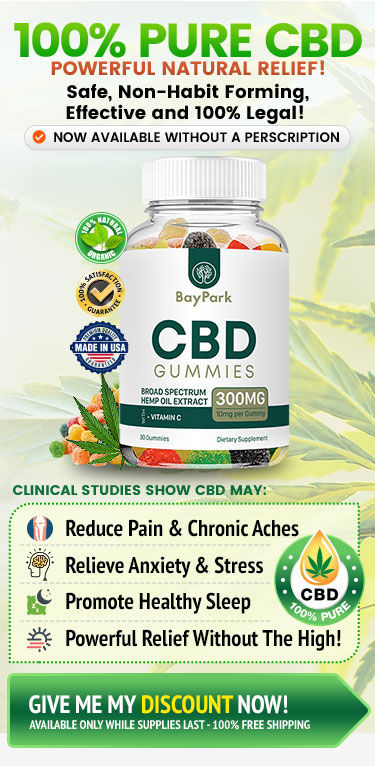 100% PURE CBD
POWERFUL NATURAL RELIEF!
Safe, Non-Habit Forming,
Effective and 100% Legal!
NOW AVAILABLE WITHOUT A PERSCRIPTION
100% NATURAL
ORGANIC
100% SATISFACTION
GUARANTEE
PREMIUM QUALITY
MADE IN USA
GUARANTEED
BayPark
CBD
GUMMIES
BROAD SPECTRUM
HEMP OIL EXTRACT
300MG
10mg per Gummy
WITH • VITAMIN C
30 Gummies
Dietary Supplement
CLINICAL STUDIES SHOW CBD MAY:
Reduce Pain & Chronic Aches
Relieve Anxiety & Stress
Promote Healthy Sleep
Powerful Relief Without The High!
CBD
100% PURE
GIVE ME MY DISCOUNT NOW!
AVAILABLE ONLY WHILE SUPPLIES LAST - 100% FREE SHIPPING